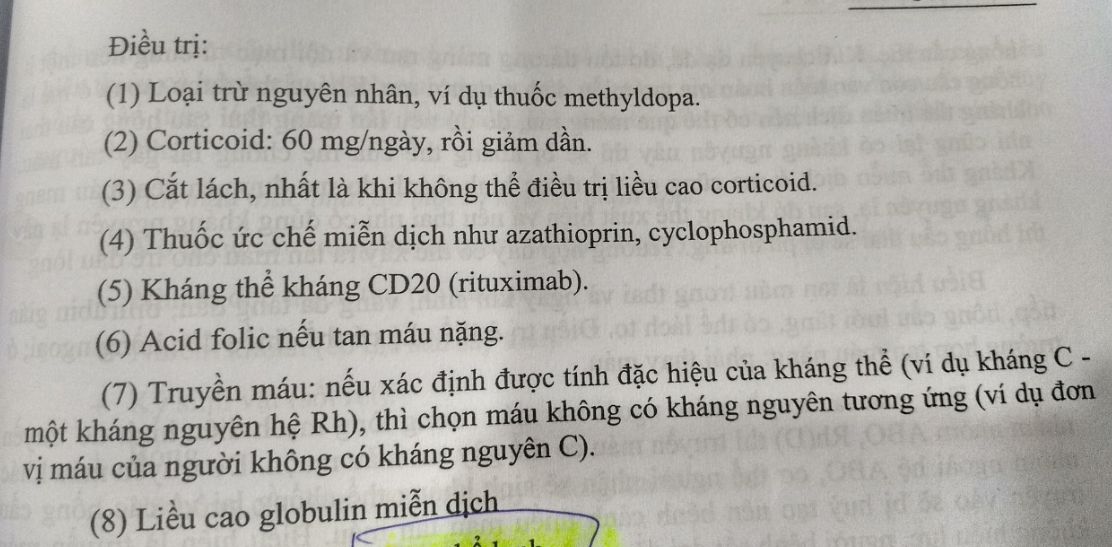 Điều trị:
(1) Loại trừ nguyên nhân, ví dụ thuốc methyldopa.
(2) Corticoid: 60 mg/ngày, rồi giảm dần.
(3) Cắt lách, nhất là khi không thể điều trị liều cao corticoid.
(4) Thuốc ức chế miễn dịch như azathioprin, cyclophosphamid.
(5) Kháng thể kháng CD20 (rituximab).
(6) Acid folic nếu tan máu nặng.
(7) Truyền máu: nếu xác định được tính đặc hiệu của kháng thể (ví dụ kháng C -
một kháng nguyên hệ Rh), thì chọn máu không có kháng nguyên tương ứng (ví dụ đơn
vị máu của người không có kháng nguyên C).
(8) Liều cao globulin miễn dịch